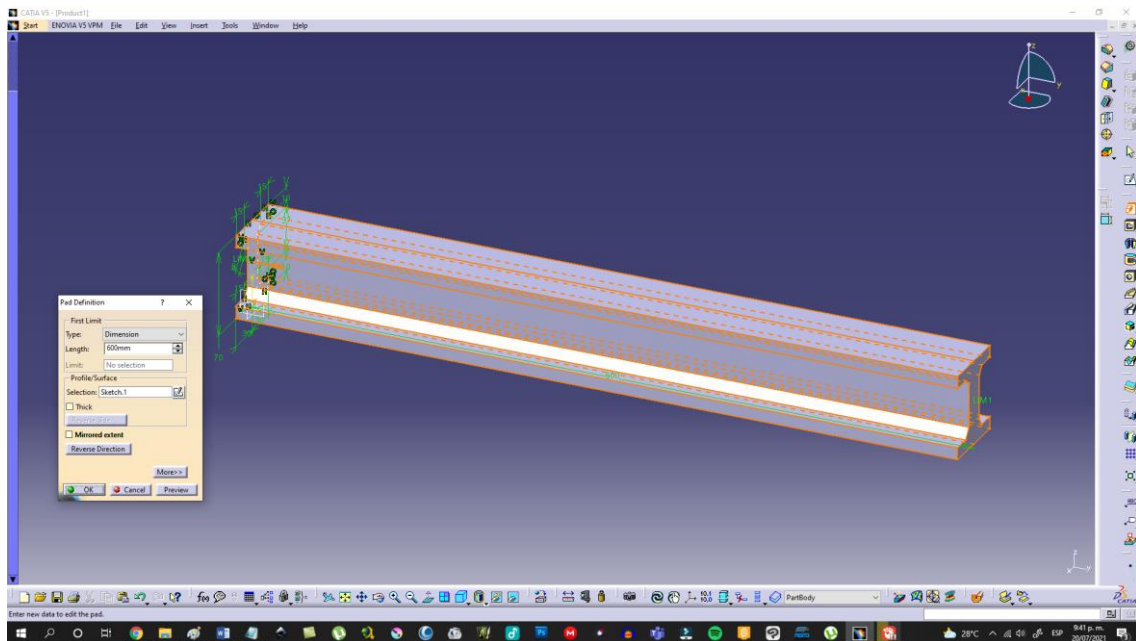 CATIA V5 - [Product1]
Start ENOVIA V5 VPM File Edit View Insert Tools Window Help
z
y
70
LIM1
Pad Definition ? X
First Limit
Type: Dimension
Length: 600mm
Limit: No selection
Profile/Surface
Selection: Sketch.1
Thick
Mirrored extent
Reverse Direction
More>>
OK Cancel Preview
f(x)
PartBody
Enter new data to edit the pad.
28°C ESP 9:41 p. m.
20/07/2021